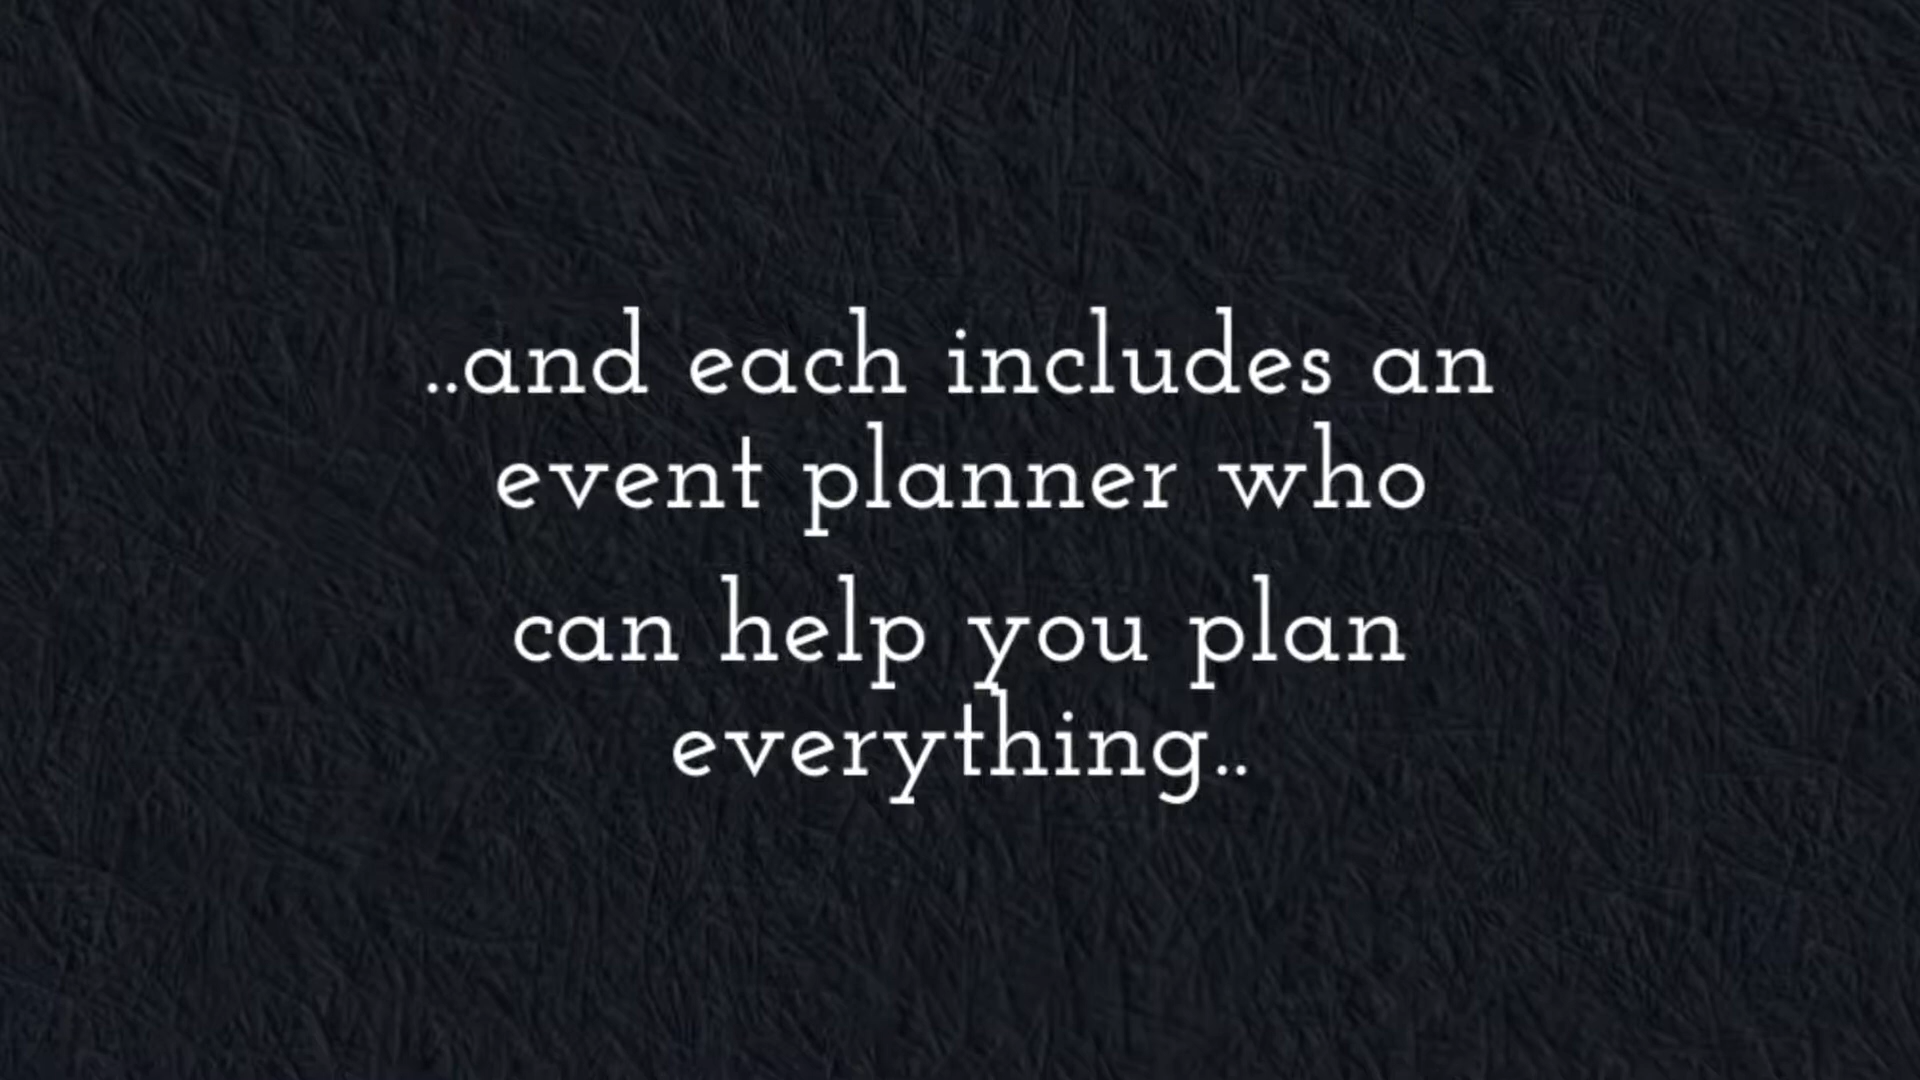 ..and each includes an
event planner who
can help you plan
everything..